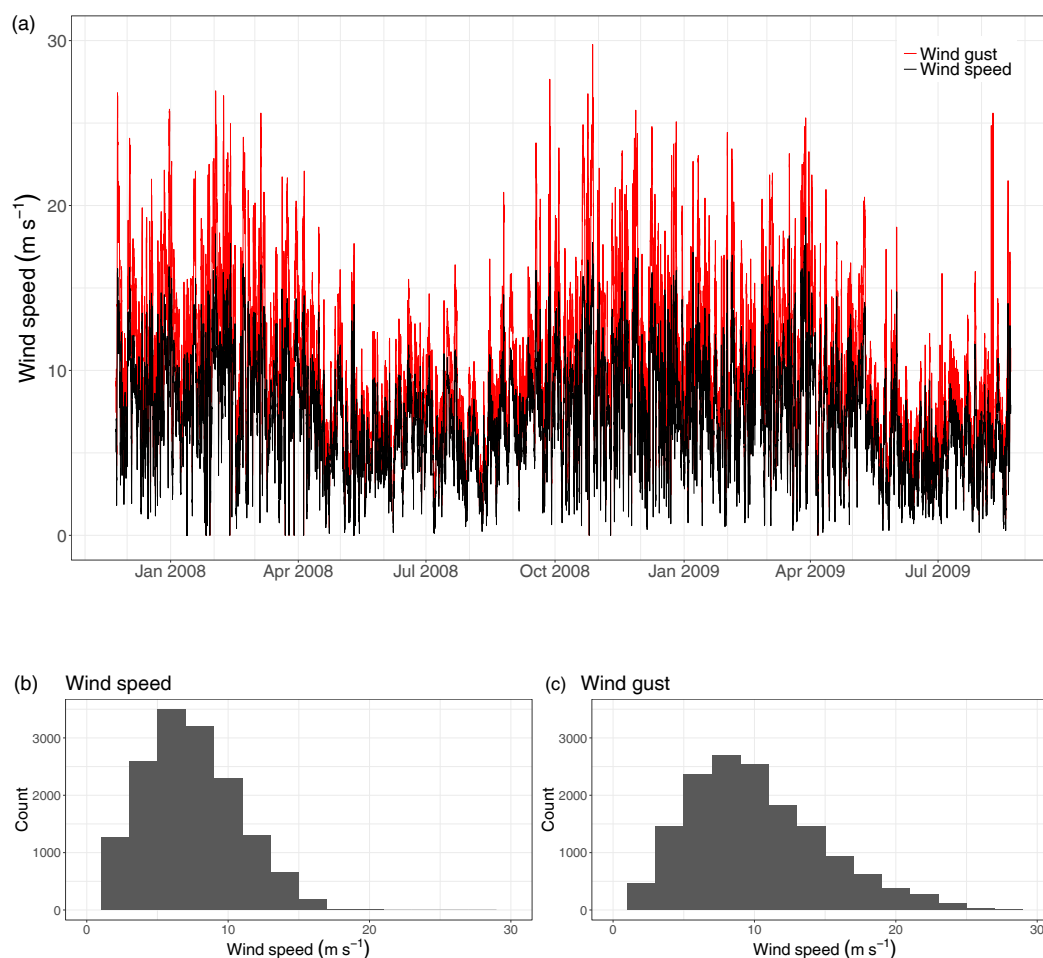 (a)
30
20
10
0
Wind speed (m s⁻¹)
Wind gust
Wind speed
Jan 2008 Apr 2008 Jul 2008 Oct 2008 Jan 2009 Apr 2009 Jul 2009
(b) Wind speed
3000
2000
1000
0
Count
0 10 20 30
Wind speed (m s⁻¹)
(c) Wind gust
3000
2000
1000
0
Count
0 10 20 30
Wind speed (m s⁻¹)